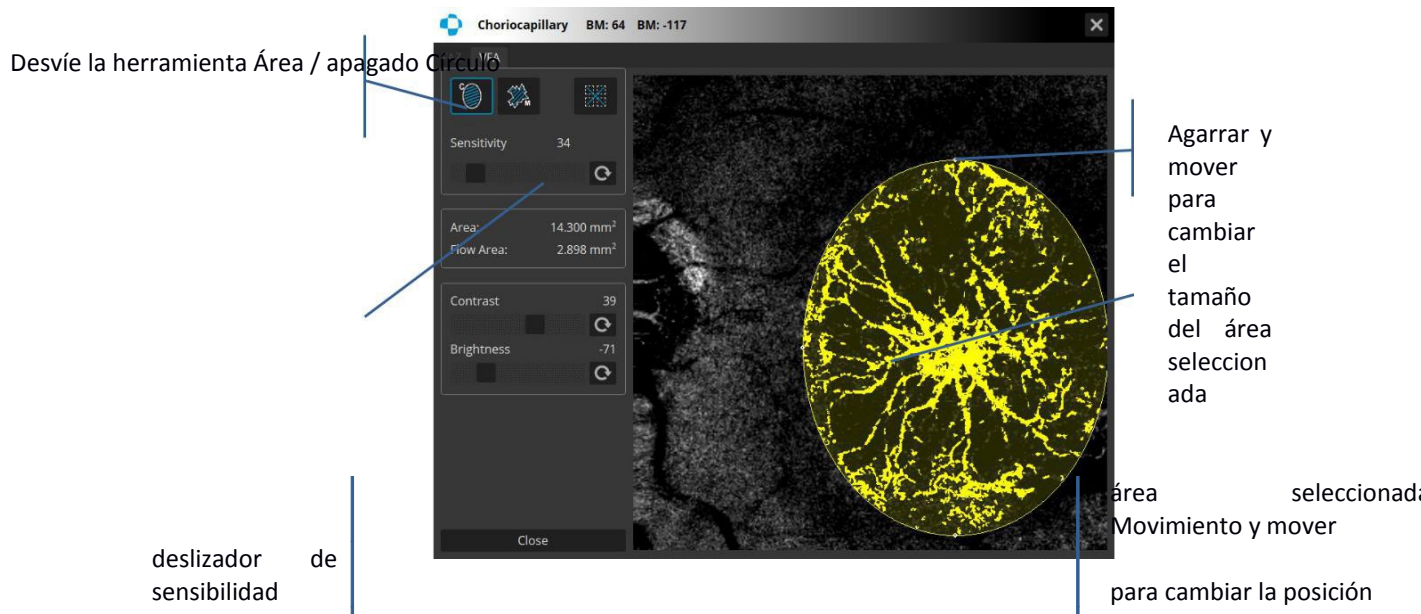 Choriocapillary BM: 64 BM: -117
Desvíe la herramienta Área / apagado Círculo
VFA
C
M
Sensitivity 34
Area: 14.300 mm²
Flow Area: 2.898 mm²
Contrast 39
Brightness -71
Close
deslizador de
sensibilidad
Agarrar y
mover
para
cambiar
el
tamaño
del área
seleccion
ada
área seleccionada
Movimiento y mover
para cambiar la posición